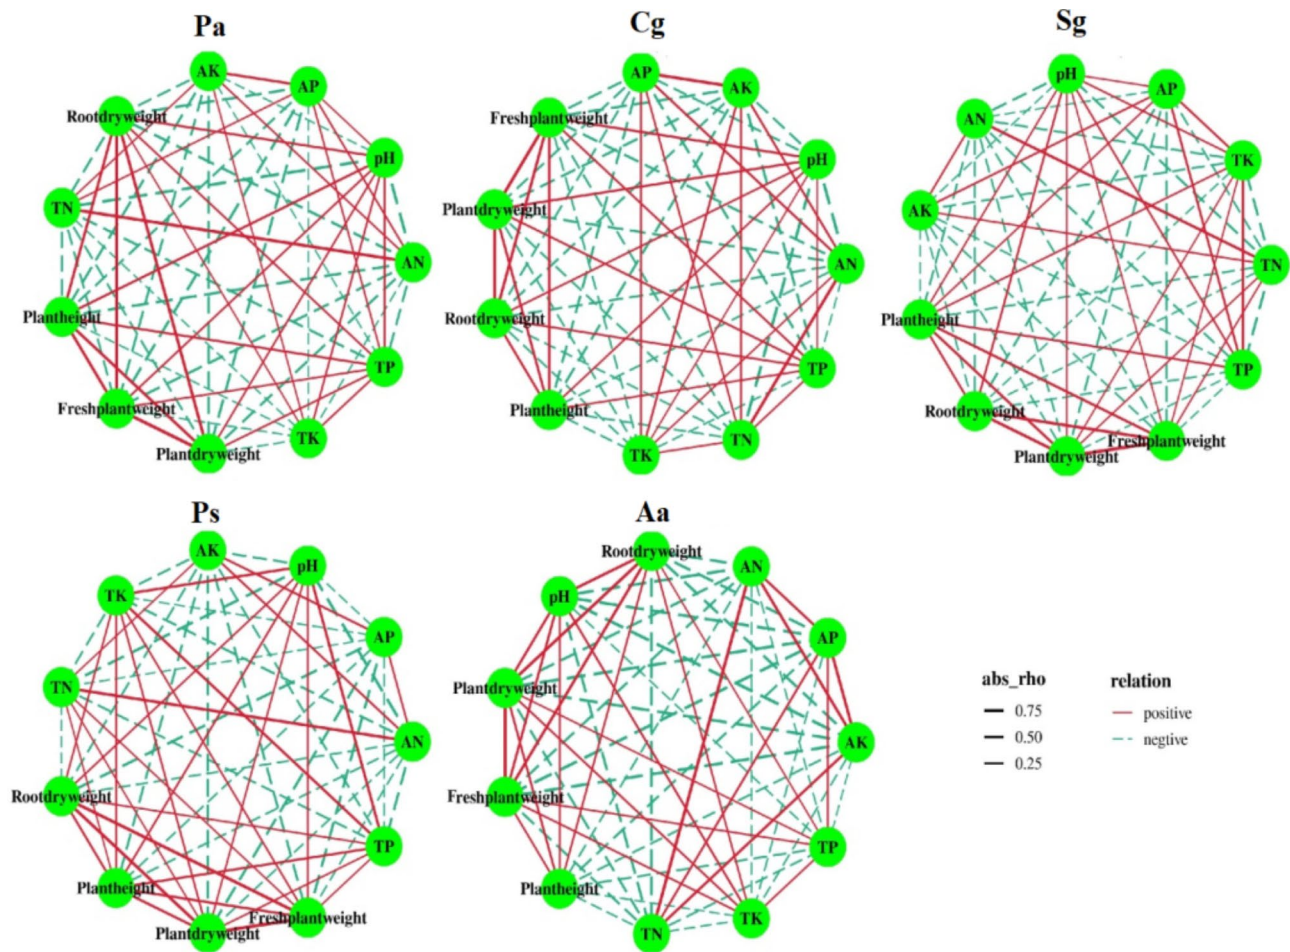 Pa
AK
AP
Rootdryweight
pH
TN
AN
Plantheight
TP
Freshplantweight
TK
Plantdryweight
Cg
AP
AK
Freshplantweight
pH
Plantdryweight
AN
Rootdryweight
TP
Plantheight
TN
TK
Sg
pH
AP
AN
TK
AK
TN
Plantheight
TP
Rootdryweight
Freshplantweight
Plantdryweight
Ps
AK
pH
TK
AP
TN
AN
Rootdryweight
TP
Plantheight
Freshplantweight
Plantdryweight
Aa
Rootdryweight
AN
pH
AP
Plantdryweight
AK
Freshplantweight
TP
Plantheight
TK
TN
abs_rho
0.75
0.50
0.25
relation
positive
negtive